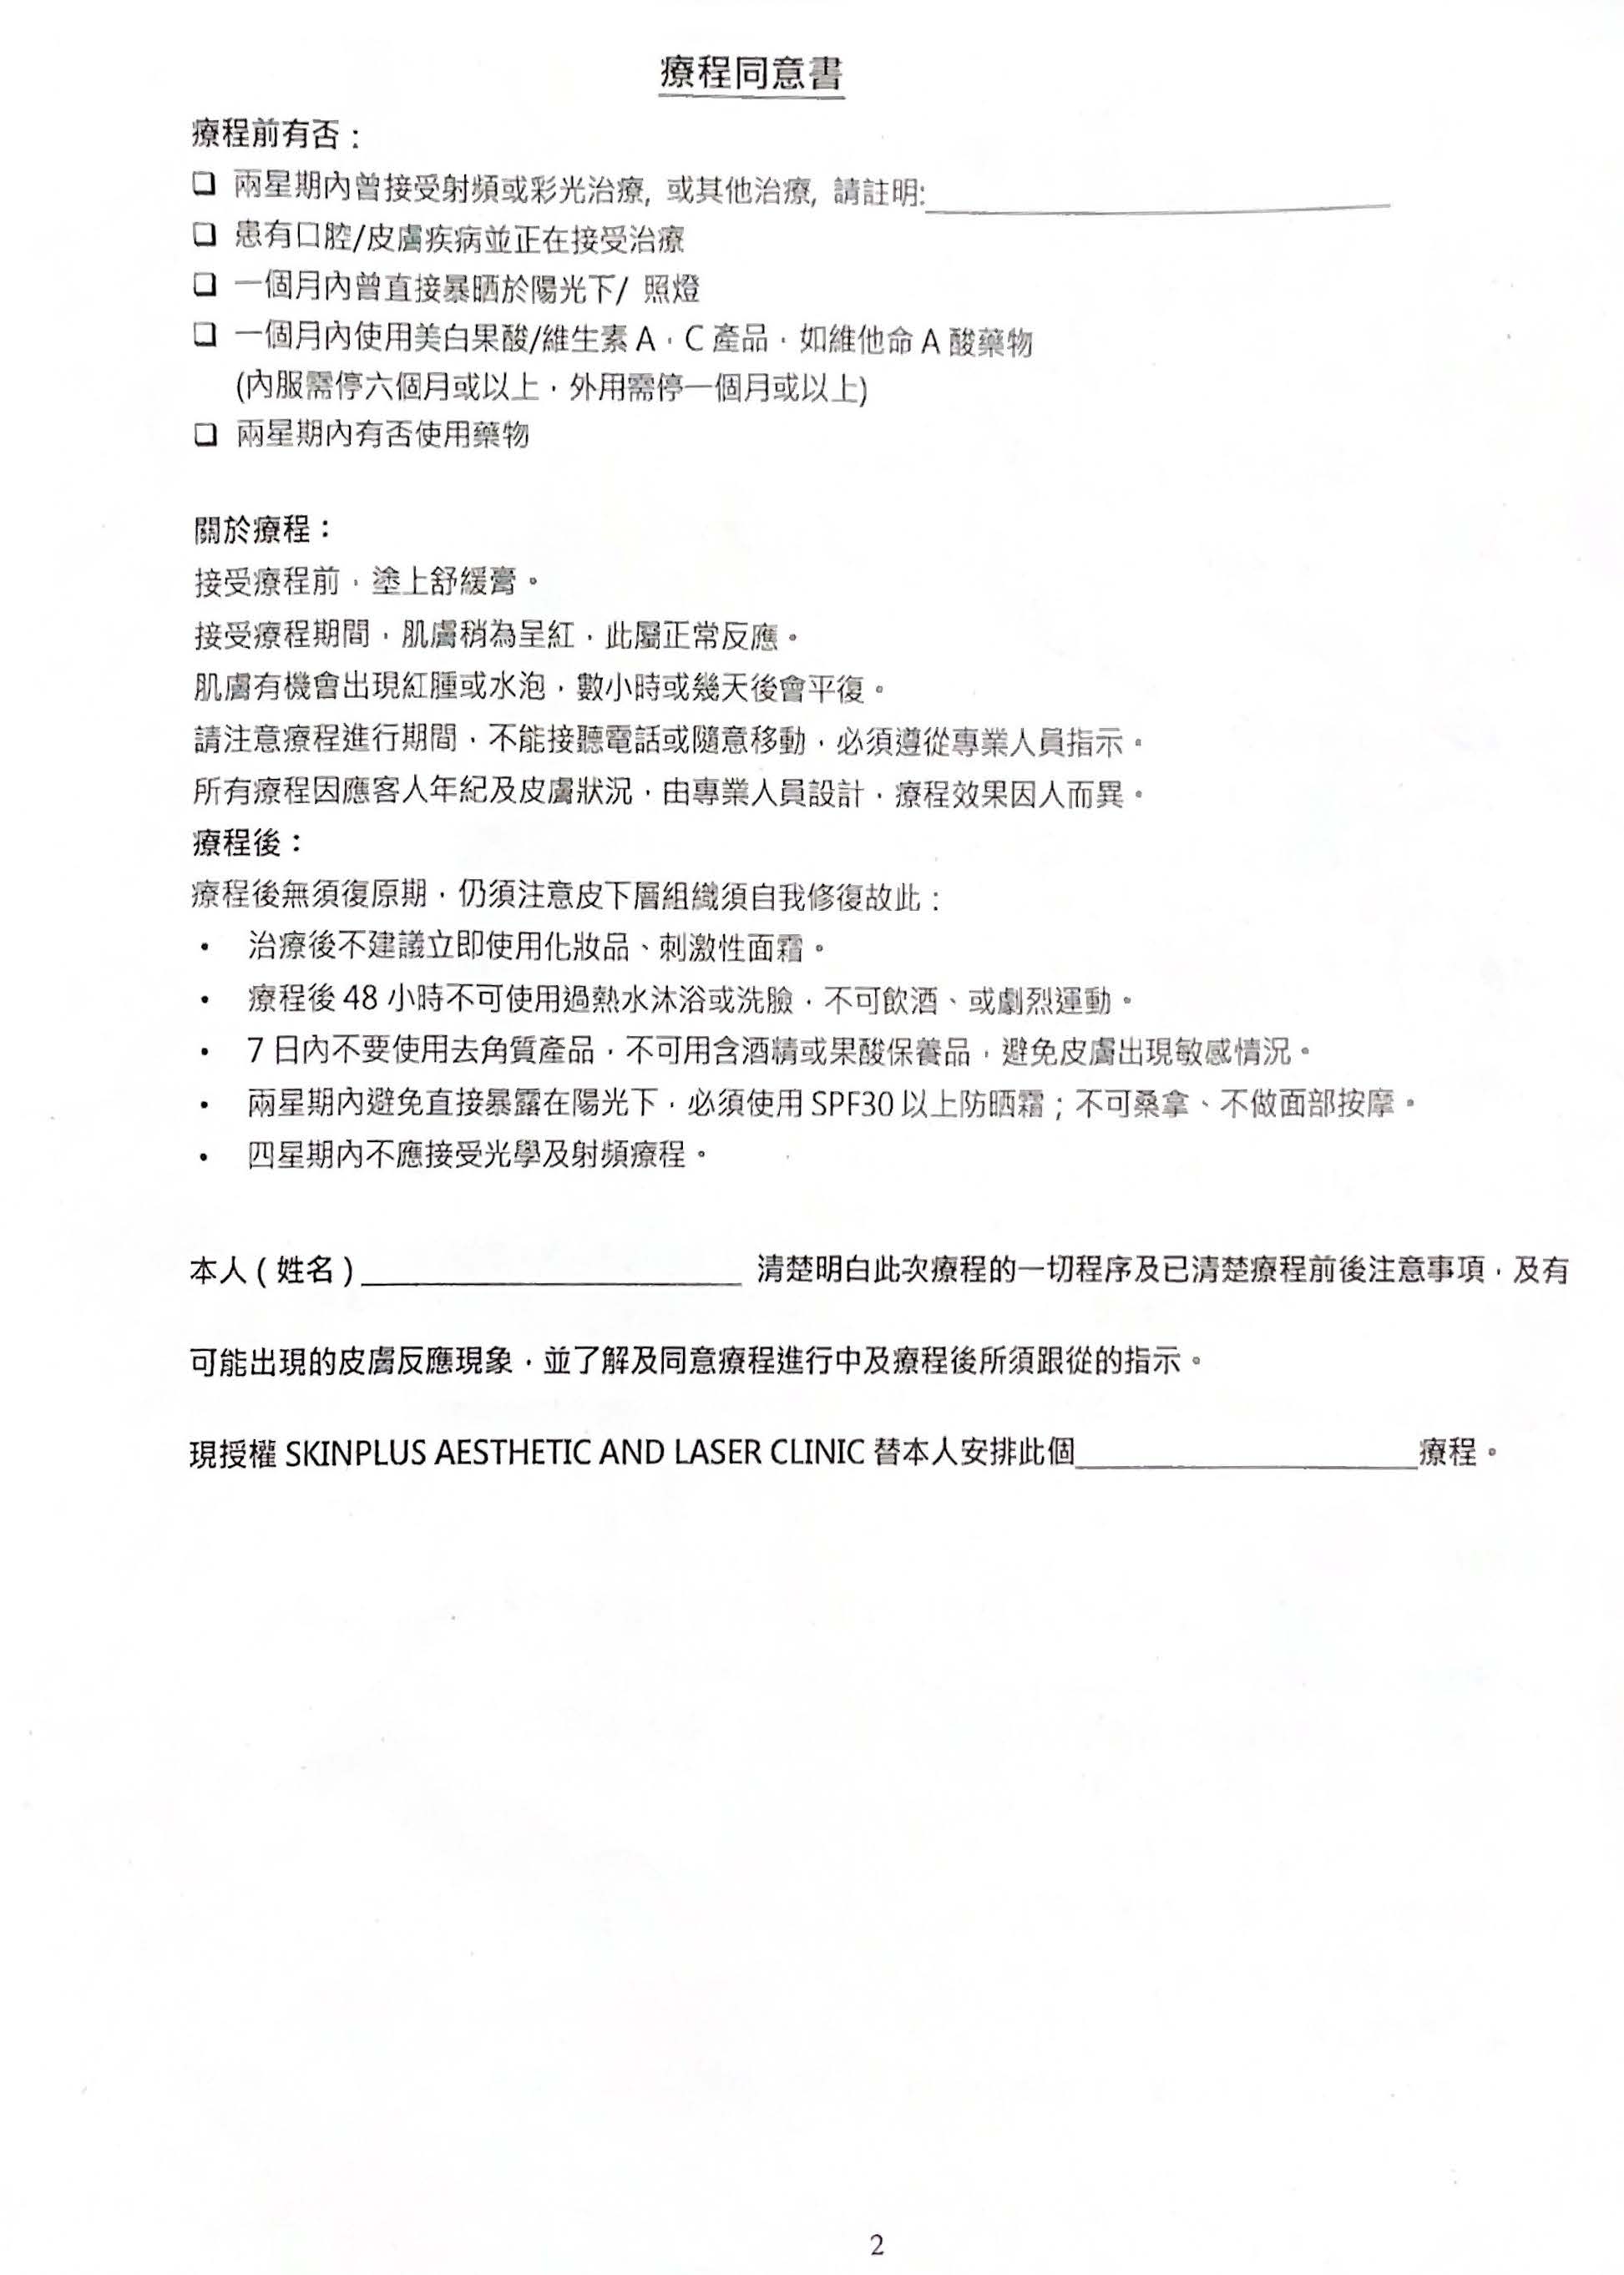 療程同意書
療程前有否：
❑ 兩星期內曾接受射頻或彩光治療, 或其他治療, 請註明:
❑ 患有口腔/皮膚疾病並正在接受治療
❑ 一個月內曾直接暴晒於陽光下/ 照燈
❑ 一個月內使用美白果酸/維生素 A，C 產品，如維他命 A 酸藥物
(內服需停六個月或以上，外用需停一個月或以上)
❑ 兩星期內有否使用藥物
關於療程：
接受療程前，塗上舒緩膏。
接受療程期間，肌膚稍為呈紅，此屬正常反應。
肌膚有機會出現紅腫或水泡，數小時或幾天後會平復。
請注意療程進行期間，不能接聽電話或隨意移動，必須遵從專業人員指示。
所有療程因應客人年紀及皮膚狀況，由專業人員設計，療程效果因人而異。
療程後：
療程後無須復原期，仍須注意皮下層組織須自我修復故此：
• 治療後不建議立即使用化妝品、刺激性面霜。
• 療程後 48 小時不可使用過熱水沐浴或洗臉，不可飲酒、或劇烈運動。
• 7 日內不要使用去角質產品，不可用含酒精或果酸保養品，避免皮膚出現敏感情況。
• 兩星期內避免直接暴露在陽光下，必須使用 SPF30 以上防晒霜；不可桑拿、不做面部按摩。
• 四星期內不應接受光學及射頻療程。
本人 ( 姓名 )____________ 清楚明白此次療程的一切程序及已清楚療程前後注意事項，及有
可能出現的皮膚反應現象，並了解及同意療程進行中及療程後所須跟從的指示。
現授權 SKINPLUS AESTHETIC AND LASER CLINIC 替本人安排此個____________療程。
2